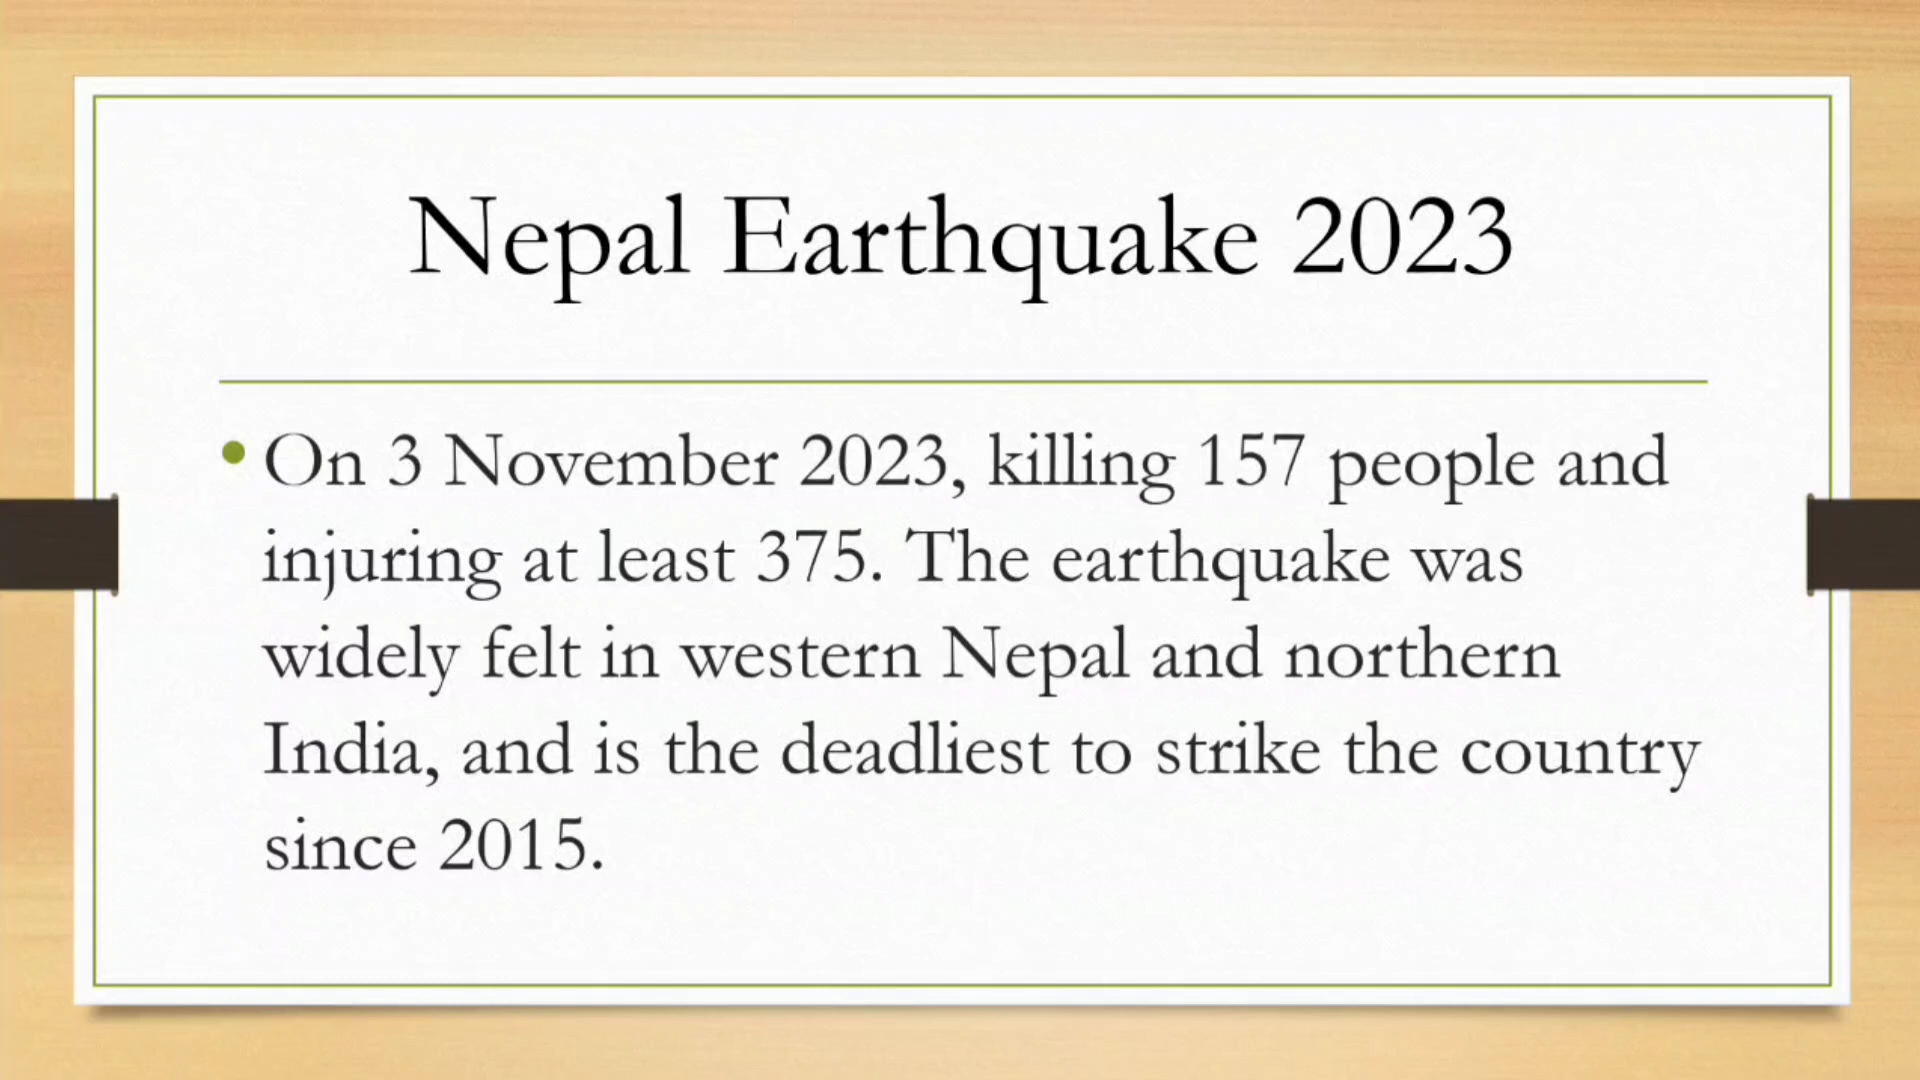 Nepal Earthquake 2023
• On 3 November 2023, killing 157 people and
injuring at least 375. The earthquake was
widely felt in western Nepal and northern
India, and is the deadliest to strike the country
since 2015.